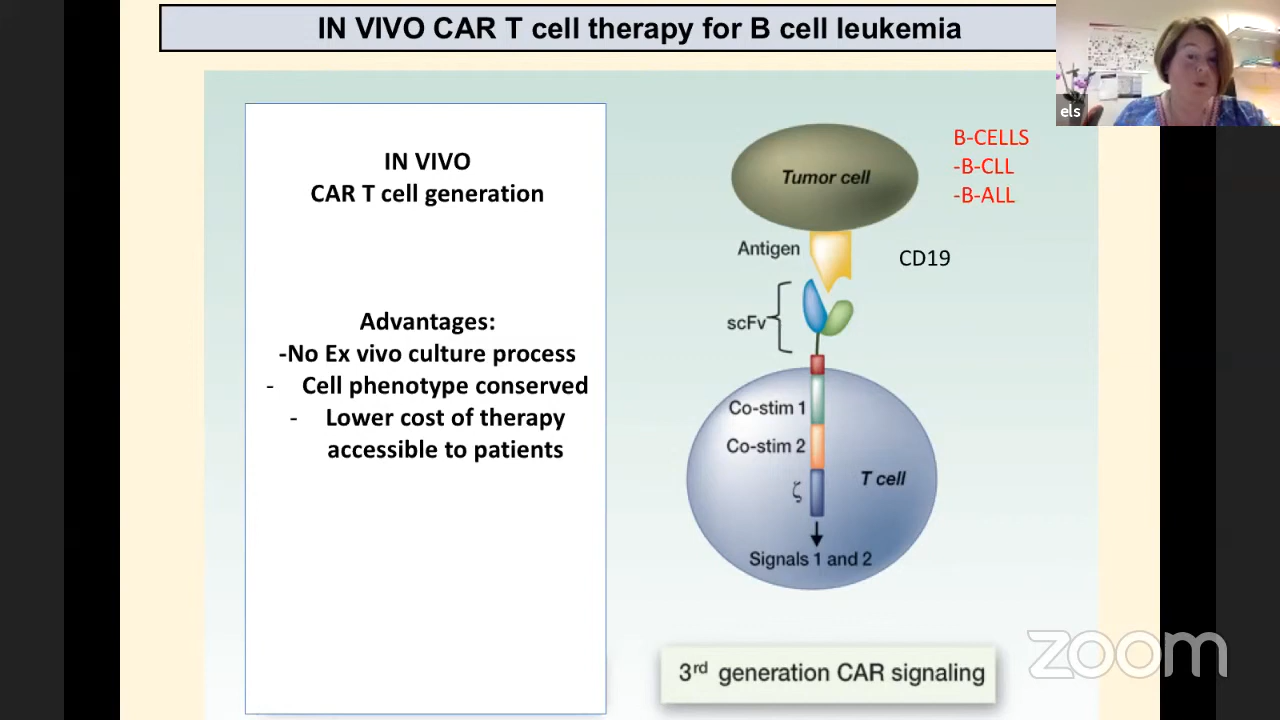 IN VIVO CAR T cell therapy for B cell leukemia
els
IN VIVO
CAR T cell generation
Advantages:
-No Ex vivo culture process
- Cell phenotype conserved
- Lower cost of therapy
accessible to patients
Tumor cell
B-CELLS
-B-CLL
-B-ALL
Antigen
CD19
scFv
Co-stim 1
Co-stim 2
T cell
ζ
Signals 1 and 2
3rd generation CAR signaling
zoom